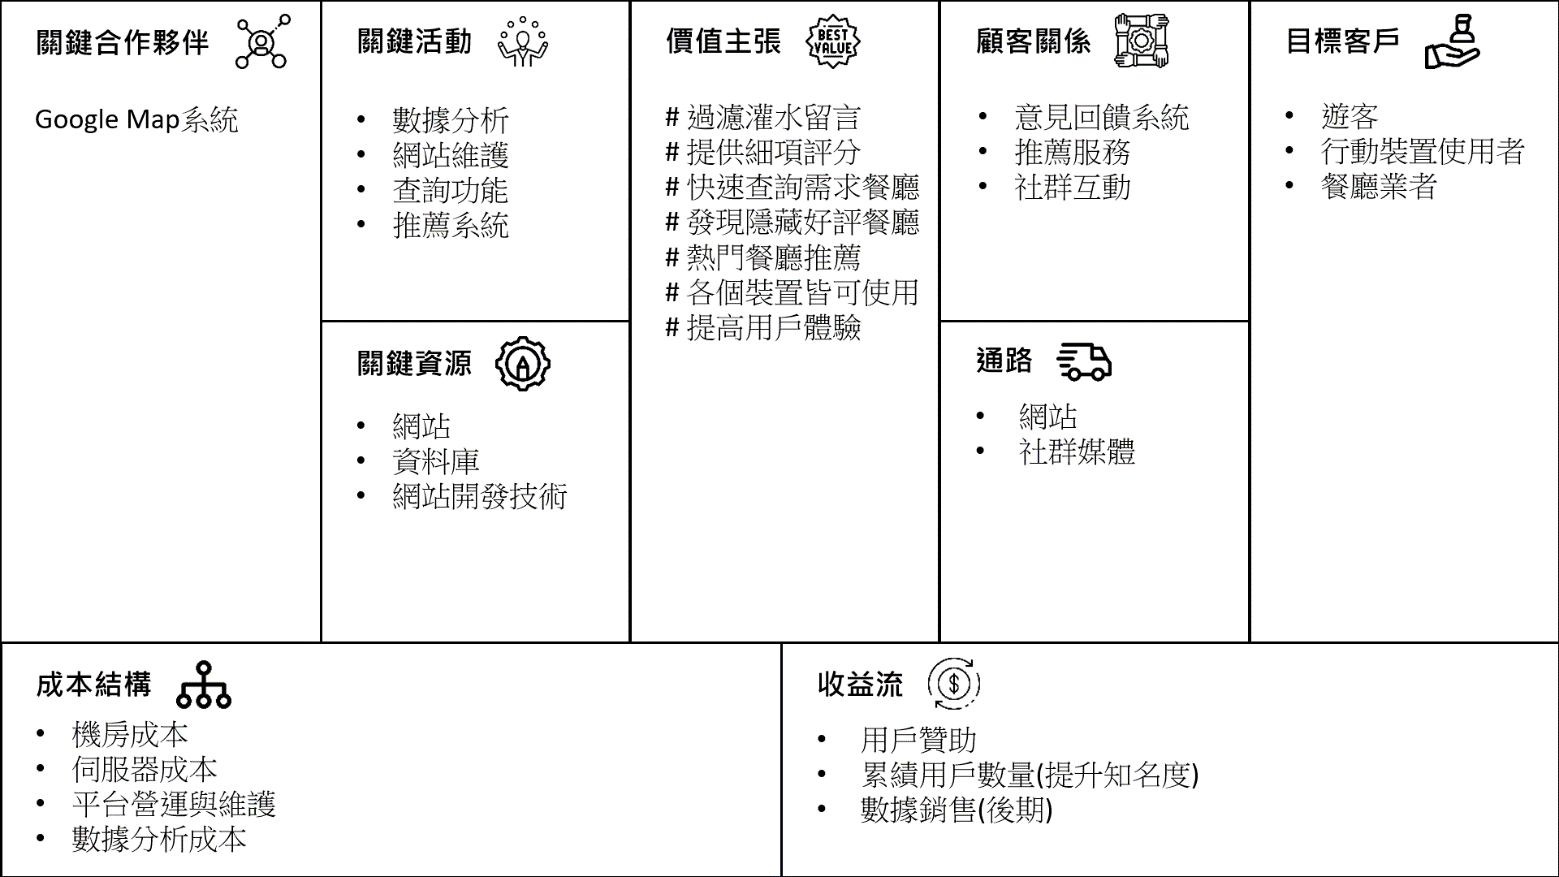 關鍵合作夥伴
Google Map系統
關鍵活動
• 數據分析
• 網站維護
• 查詢功能
• 推薦系統
關鍵資源
• 網站
• 資料庫
• 網站開發技術
價值主張
BEST
VALUE
# 過濾灌水留言
# 提供細項評分
# 快速查詢需求餐廳
# 發現隱藏好評餐廳
# 熱門餐廳推薦
# 各個裝置皆可使用
# 提高用戶體驗
顧客關係
• 意見回饋系統
• 推薦服務
• 社群互動
通路
• 網站
• 社群媒體
目標客戶
• 遊客
• 行動裝置使用者
• 餐廳業者
成本結構
• 機房成本
• 伺服器成本
• 平台營運與維護
• 數據分析成本
收益流
$
• 用戶贊助
• 累績用戶數量(提升知名度)
• 數據銷售(後期)